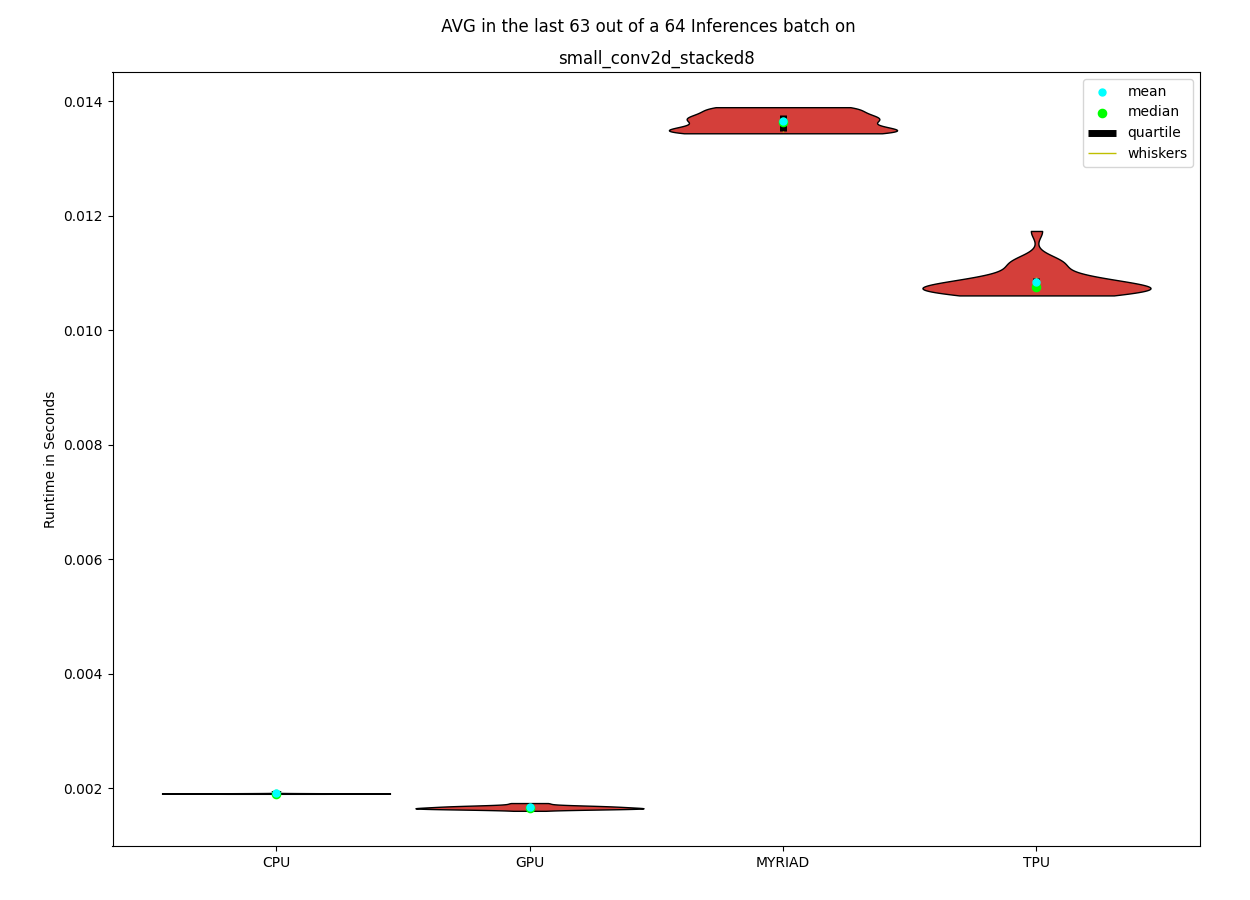 AVG in the last 63 out of a 64 Inferences batch on
small_conv2d_stacked8
mean
median
quartile
whiskers
0.014
0.012
0.010
0.008
0.006
0.004
0.002
Runtime in Seconds
CPU
GPU
MYRIAD
TPU